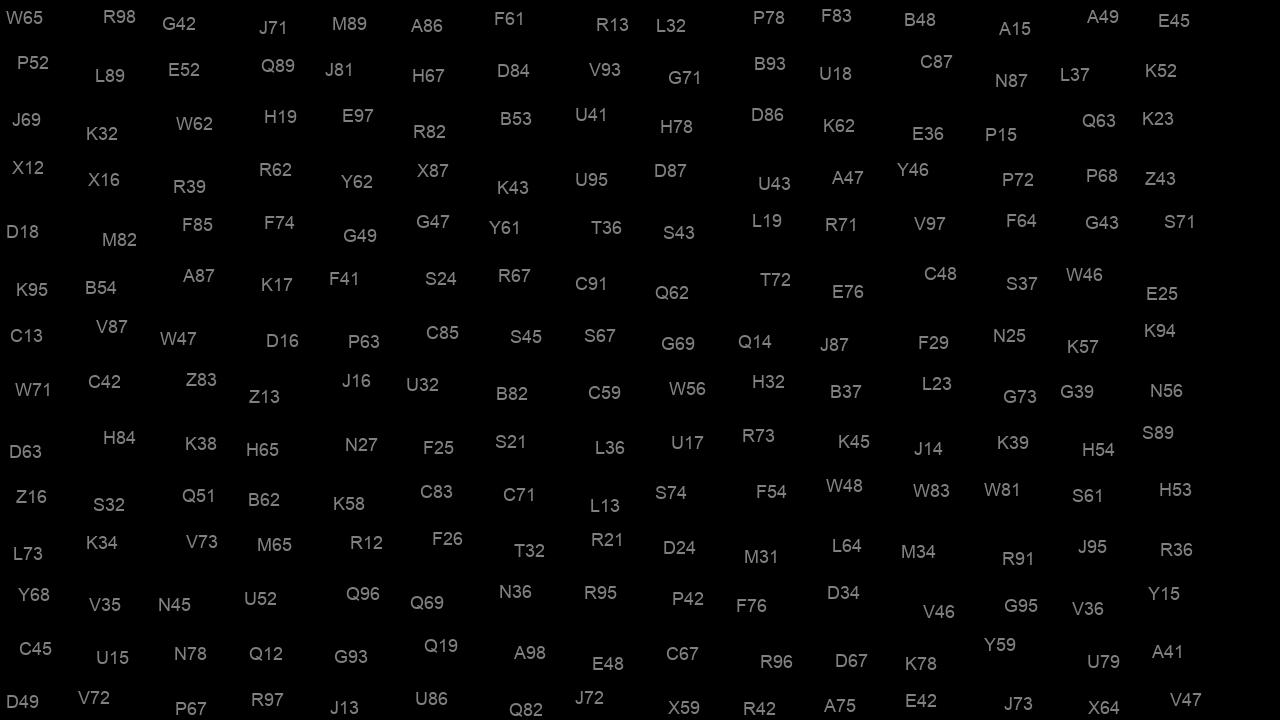 W65 R98 G42 J71 M89 A86 F61 R13 L32 P78 F83 B48 A15 A49 E45
P52 L89 E52 Q89 J81 H67 D84 V93 G71 B93 U18 C87 N87 L37 K52
J69 K32 W62 H19 E97 R82 B53 U41 H78 D86 K62 E36 P15 Q63 K23
X12 X16 R39 R62 Y62 X87 K43 U95 D87 U43 A47 Y46 P72 P68 Z43
D18 M82 F85 F74 G49 G47 Y61 T36 S43 L19 R71 V97 F64 G43 S71
K95 B54 A87 K17 F41 S24 R67 C91 Q62 T72 E76 C48 S37 W46 E25
C13 V87 W47 D16 P63 C85 S45 S67 G69 Q14 J87 F29 N25 K57 K94
W71 C42 Z83 Z13 J16 U32 B82 C59 W56 H32 B37 L23 G73 G39 N56
D63 H84 K38 H65 N27 F25 S21 L36 U17 R73 K45 J14 K39 H54 S89
Z16 S32 Q51 B62 K58 C83 C71 L13 S74 F54 W48 W83 W81 S61 H53
L73 K34 V73 M65 R12 F26 T32 R21 D24 M31 L64 M34 R91 J95 R36
Y68 V35 N45 U52 Q96 Q69 N36 R95 P42 F76 D34 V46 G95 V36 Y15
C45 U15 N78 Q12 G93 Q19 A98 E48 C67 R96 D67 K78 Y59 U79 A41
D49 V72 P67 R97 J13 U86 Q82 J72 X59 R42 A75 E42 J73 X64 V47